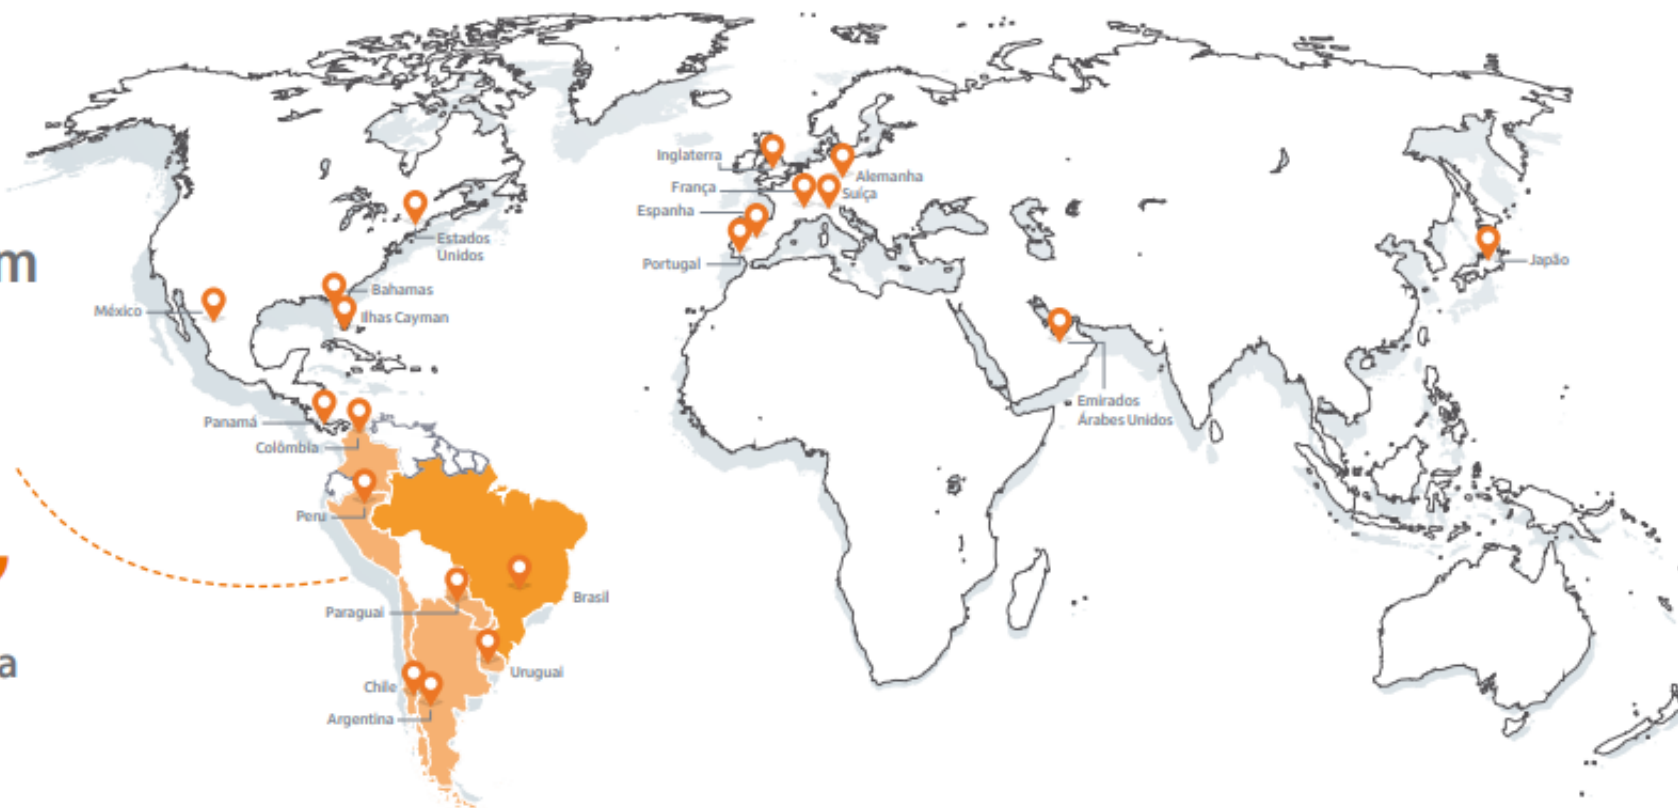 m
a
Inglaterra
França
Espanha
Portugal
Alemanha
Suíça
Estados
Unidos
Bahamas
Ilhas Cayman
México
Japão
Emirados
Árabes Unidos
Panamá
Colômbia
Peru
Paraguai
Brasil
Uruguai
Chile
Argentina